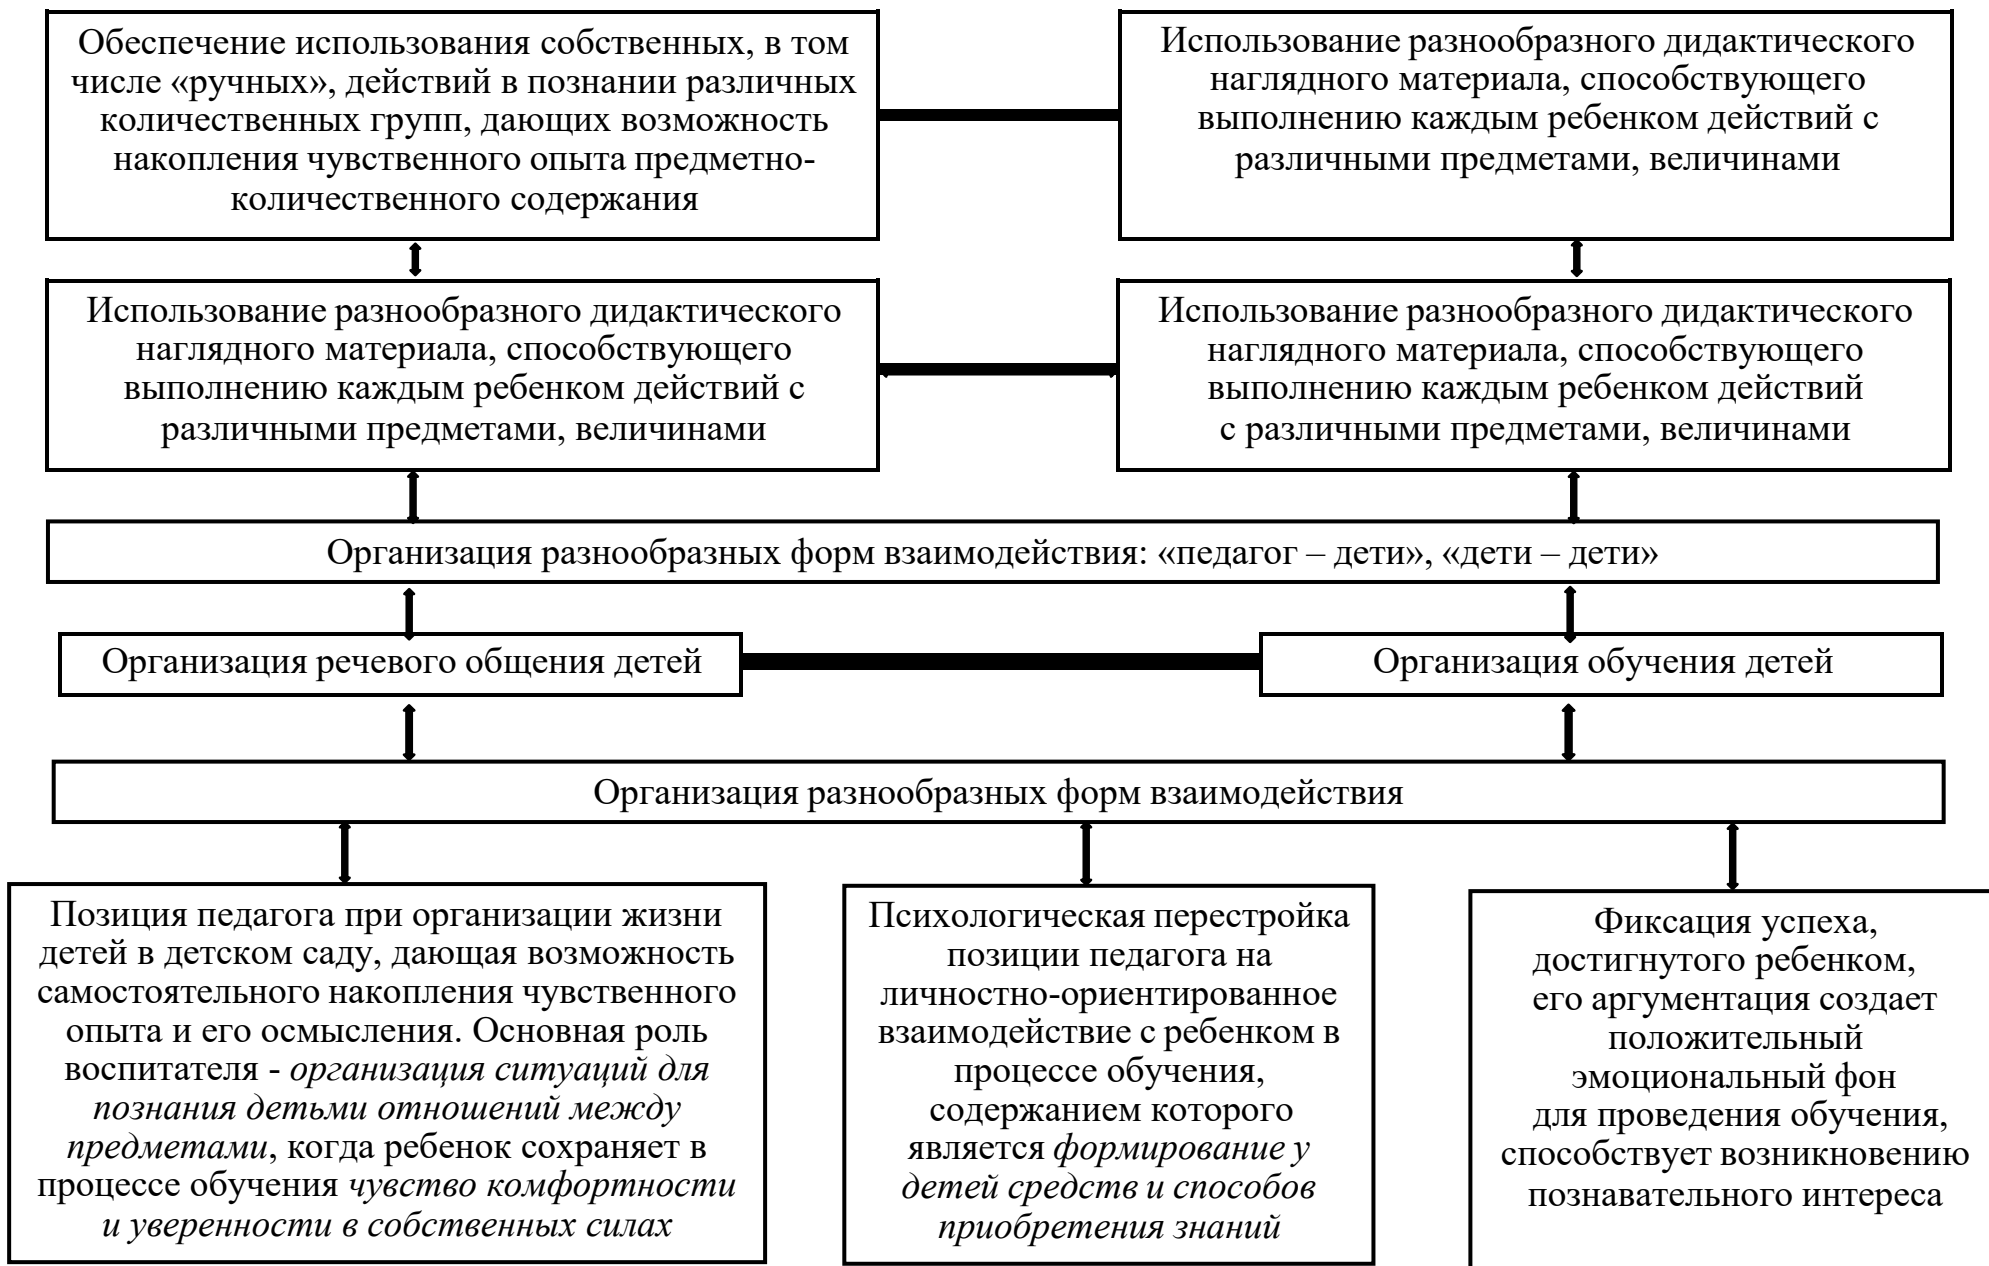 Обеспечение использования собственных, в том
числе «ручных», действий в познании различных
количественных групп, дающих возможность
накопления чувственного опыта предметно-
количественного содержания
Использование разнообразного дидактического
наглядного материала, способствующего
выполнению каждым ребенком действий с
различными предметами, величинами
Использование разнообразного дидактического
наглядного материала, способствующего
выполнению каждым ребенком действий с
различными предметами, величинами
Использование разнообразного дидактического
наглядного материала, способствующего
выполнению каждым ребенком действий
с различными предметами, величинами
Организация разнообразных форм взаимодействия: «педагог – дети», «дети – дети»
Организация речевого общения детей
Организация обучения детей
Организация разнообразных форм взаимодействия
Позиция педагога при организации жизни
детей в детском саду, дающая возможность
самостоятельного накопления чувственного
опыта и его осмысления. Основная роль
воспитателя - организация ситуаций для
познания детьми отношений между
предметами, когда ребенок сохраняет в
процессе обучения чувство комфортности
и уверенности в собственных силах
Психологическая перестройка
позиции педагога на
личностно-ориентированное
взаимодействие с ребенком в
процессе обучения,
содержанием которого
является формирование у
детей средств и способов
приобретения знаний
Фиксация успеха,
достигнутого ребенком,
его аргументация создает
положительный
эмоциональный фон
для проведения обучения,
способствует возникновению
познавательного интереса